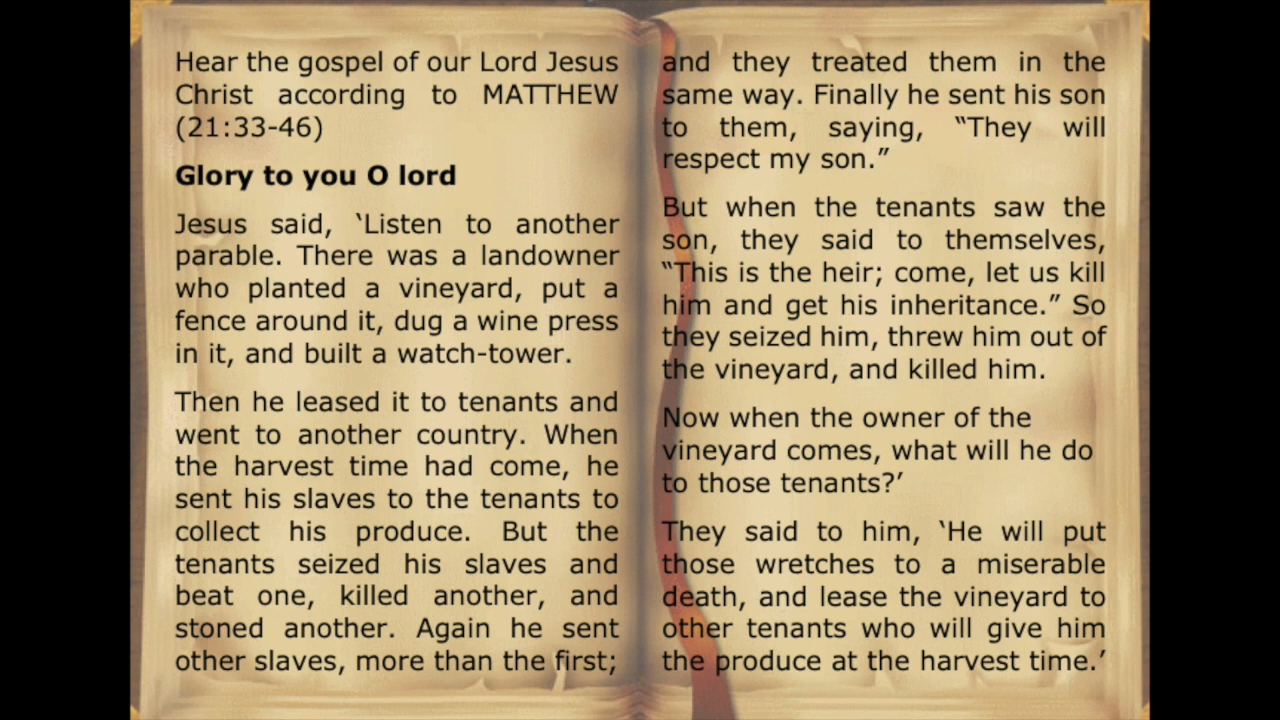 Hear the gospel of our Lord Jesus
Christ according to MATTHEW
(21:33-46)
Glory to you O lord
Jesus said, ‘Listen to another
parable. There was a landowner
who planted a vineyard, put a
fence around it, dug a wine press
in it, and built a watch-tower.
Then he leased it to tenants and
went to another country. When
the harvest time had come, he
sent his slaves to the tenants to
collect his produce. But the
tenants seized his slaves and
beat one, killed another, and
stoned another. Again he sent
other slaves, more than the first;
and they treated them in the
same way. Finally he sent his son
to them, saying, “They will
respect my son.”
But when the tenants saw the
son, they said to themselves,
“This is the heir; come, let us kill
him and get his inheritance.” So
they seized him, threw him out of
the vineyard, and killed him.
Now when the owner of the
vineyard comes, what will he do
to those tenants?’
They said to him, ‘He will put
those wretches to a miserable
death, and lease the vineyard to
other tenants who will give him
the produce at the harvest time.’